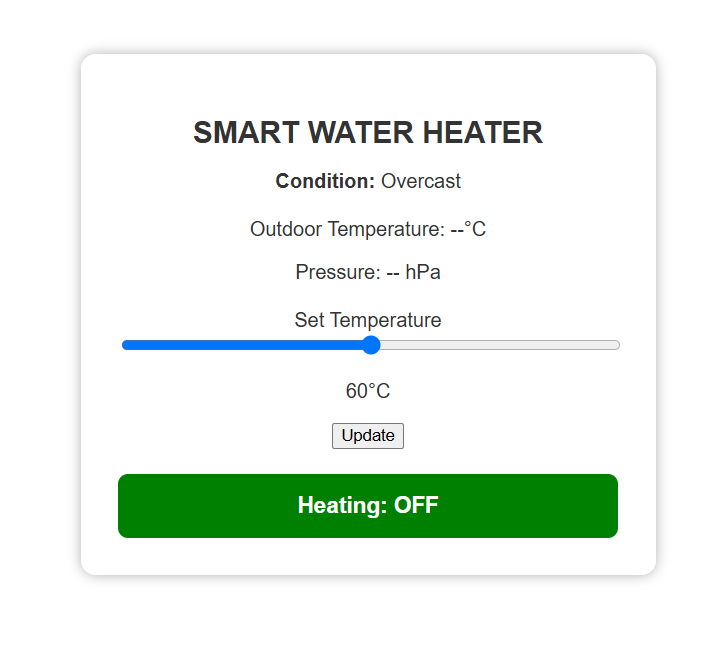 SMART WATER HEATER
Condition: Overcast
Outdoor Temperature: --°C
Pressure: -- hPa
Set Temperature
60°C
Update
Heating: OFF